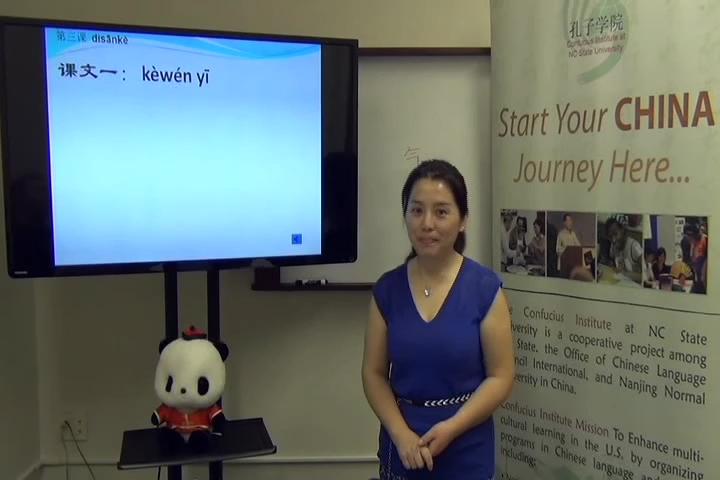 第三课 dìsānkè
课文一： kèwén yī
孔子学院
Confucius Institute at
NC State University
Start Your CHINA
Journey Here...
Confucius Institute at NC State
University is a cooperative project among
State, the Office of Chinese Language
Council International, and Nanjing Normal
University in China.
Confucius Institute Mission To Enhance multi-
cultural learning in the U.S. by organizing
programs in Chinese language and
including: